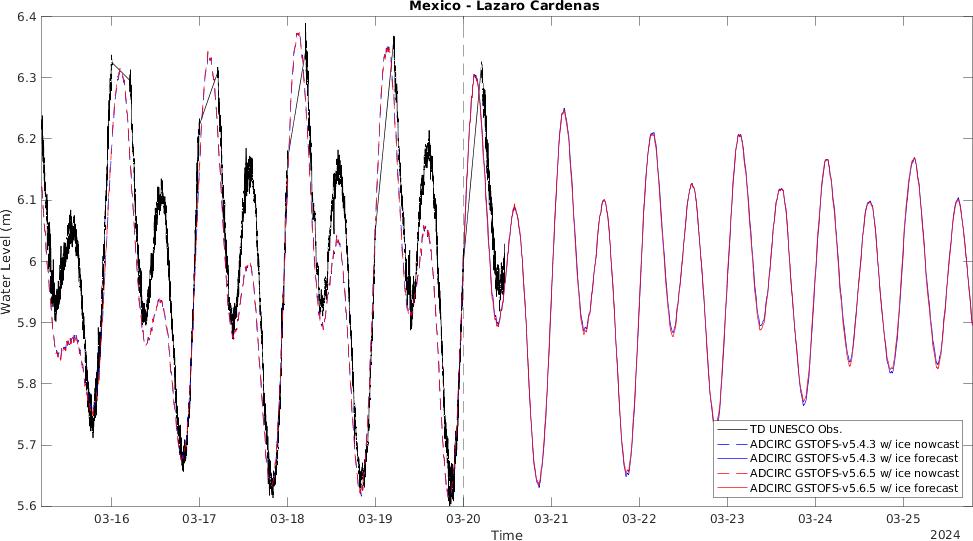 Mexico - Lazaro Cardenas
Water Level (m)
6.4
6.3
6.2
6.1
6
5.9
5.8
5.7
5.6
03-16
03-17
03-18
03-19
03-20
03-21
03-22
03-23
03-24
03-25
Time
2024
TD UNESCO Obs.
ADCIRC GSTOFS-v5.4.3 w/ ice nowcast
ADCIRC GSTOFS-v5.4.3 w/ ice forecast
ADCIRC GSTOFS-v5.6.5 w/ ice nowcast
ADCIRC GSTOFS-v5.6.5 w/ ice forecast